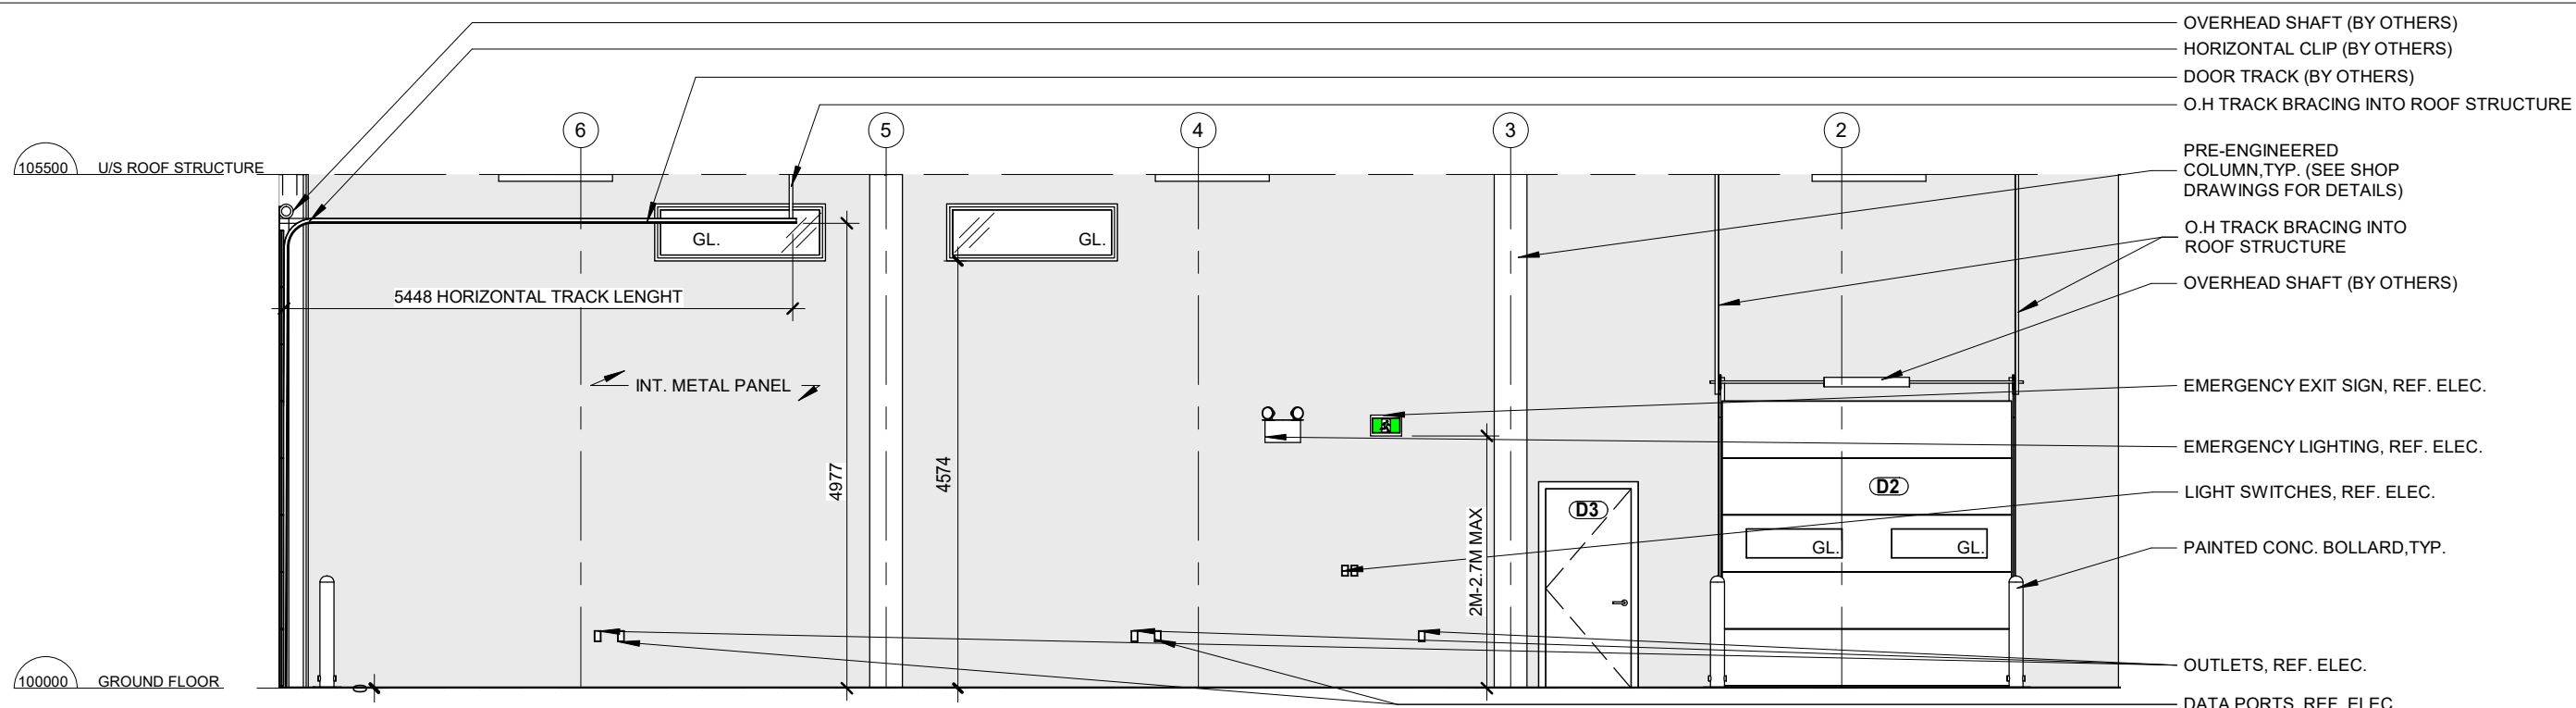 OVERHEAD SHAFT (BY OTHERS)
HORIZONTAL CLIP (BY OTHERS)
DOOR TRACK (BY OTHERS)
O.H TRACK BRACING INTO ROOF STRUCTURE
6
5
4
3
2
105500 U/S ROOF STRUCTURE
PRE-ENGINEERED
COLUMN,TYP. (SEE SHOP
DRAWINGS FOR DETAILS)
O.H TRACK BRACING INTO
ROOF STRUCTURE
GL.
GL.
OVERHEAD SHAFT (BY OTHERS)
5448 HORIZONTAL TRACK LENGHT
INT. METAL PANEL
EMERGENCY EXIT SIGN, REF. ELEC.
EMERGENCY LIGHTING, REF. ELEC.
4977
4574
2M-2.7M MAX
D3
D2
LIGHT SWITCHES, REF. ELEC.
GL.
GL.
PAINTED CONC. BOLLARD,TYP.
OUTLETS, REF. ELEC.
100000 GROUND FLOOR
DATA PORTS, REF. ELEC